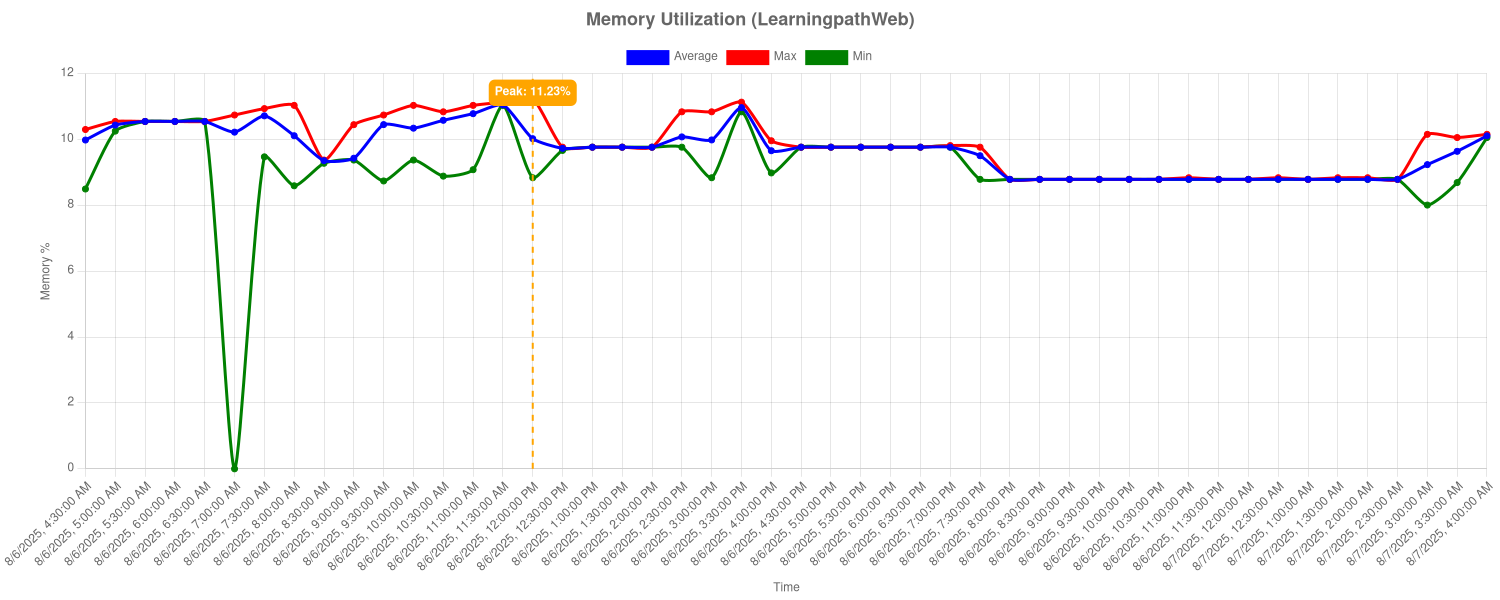 Memory Utilization (LearningpathWeb)
Average Max Min
Peak: 11.23%
12
10
8
6
4
2
0
Memory %
8/6/2025, 4:30:00 AM
8/6/2025, 5:00:00 AM
8/6/2025, 5:30:00 AM
8/6/2025, 6:00:00 AM
8/6/2025, 6:30:00 AM
8/6/2025, 7:00:00 AM
8/6/2025, 7:30:00 AM
8/6/2025, 8:00:00 AM
8/6/2025, 8:30:00 AM
8/6/2025, 9:00:00 AM
8/6/2025, 9:30:00 AM
8/6/2025, 10:00:00 AM
8/6/2025, 10:30:00 AM
8/6/2025, 11:00:00 AM
8/6/2025, 11:30:00 AM
8/6/2025, 12:00:00 PM
8/6/2025, 12:30:00 PM
8/6/2025, 1:00:00 PM
8/6/2025, 1:30:00 PM
8/6/2025, 2:00:00 PM
8/6/2025, 2:30:00 PM
8/6/2025, 3:00:00 PM
8/6/2025, 3:30:00 PM
8/6/2025, 4:00:00 PM
8/6/2025, 4:30:00 PM
8/6/2025, 5:00:00 PM
8/6/2025, 5:30:00 PM
8/6/2025, 6:00:00 PM
8/6/2025, 6:30:00 PM
8/6/2025, 7:00:00 PM
8/6/2025, 7:30:00 PM
8/6/2025, 8:00:00 PM
8/6/2025, 8:30:00 PM
8/6/2025, 9:00:00 PM
8/6/2025, 9:30:00 PM
8/6/2025, 10:00:00 PM
8/6/2025, 10:30:00 PM
8/6/2025, 11:00:00 PM
8/6/2025, 11:30:00 PM
8/7/2025, 12:00:00 AM
8/7/2025, 12:30:00 AM
8/7/2025, 1:00:00 AM
8/7/2025, 1:30:00 AM
8/7/2025, 2:00:00 AM
8/7/2025, 2:30:00 AM
8/7/2025, 3:00:00 AM
8/7/2025, 3:30:00 AM
8/7/2025, 4:00:00 AM
Time